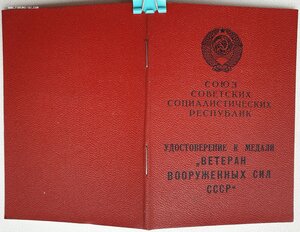 СОЮЗ
СОВЕТСКИХ
СОЦИАЛИСТИЧЕСКИХ
РЕСПУБЛИК
УДОСТОВЕРЕНИЕ К МЕДАЛИ
„ВЕТЕРАН
ВООРУЖЕННЫХ СИЛ
СССР“